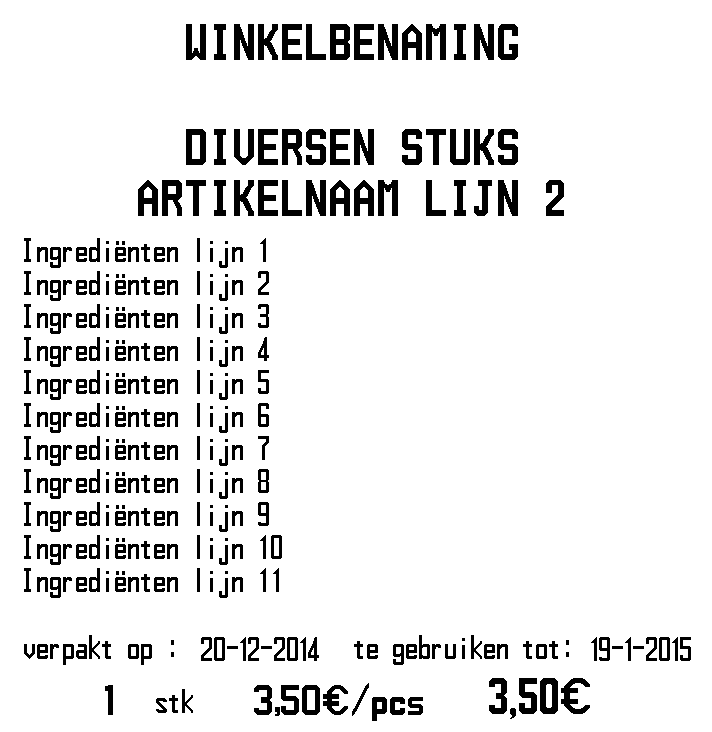 WINKELBENAMING
DIVERSEN STUKS
ARTIKELNAAM LIJN 2
Ingrediënten lijn 1
Ingrediënten lijn 2
Ingrediënten lijn 3
Ingrediënten lijn 4
Ingrediënten lijn 5
Ingrediënten lijn 6
Ingrediënten lijn 7
Ingrediënten lijn 8
Ingrediënten lijn 9
Ingrediënten lijn 10
Ingrediënten lijn 11
verpakt op : 20-12-2014 te gebruiken tot: 19-1-2015
1 stk 3,50€/pcs 3,50€